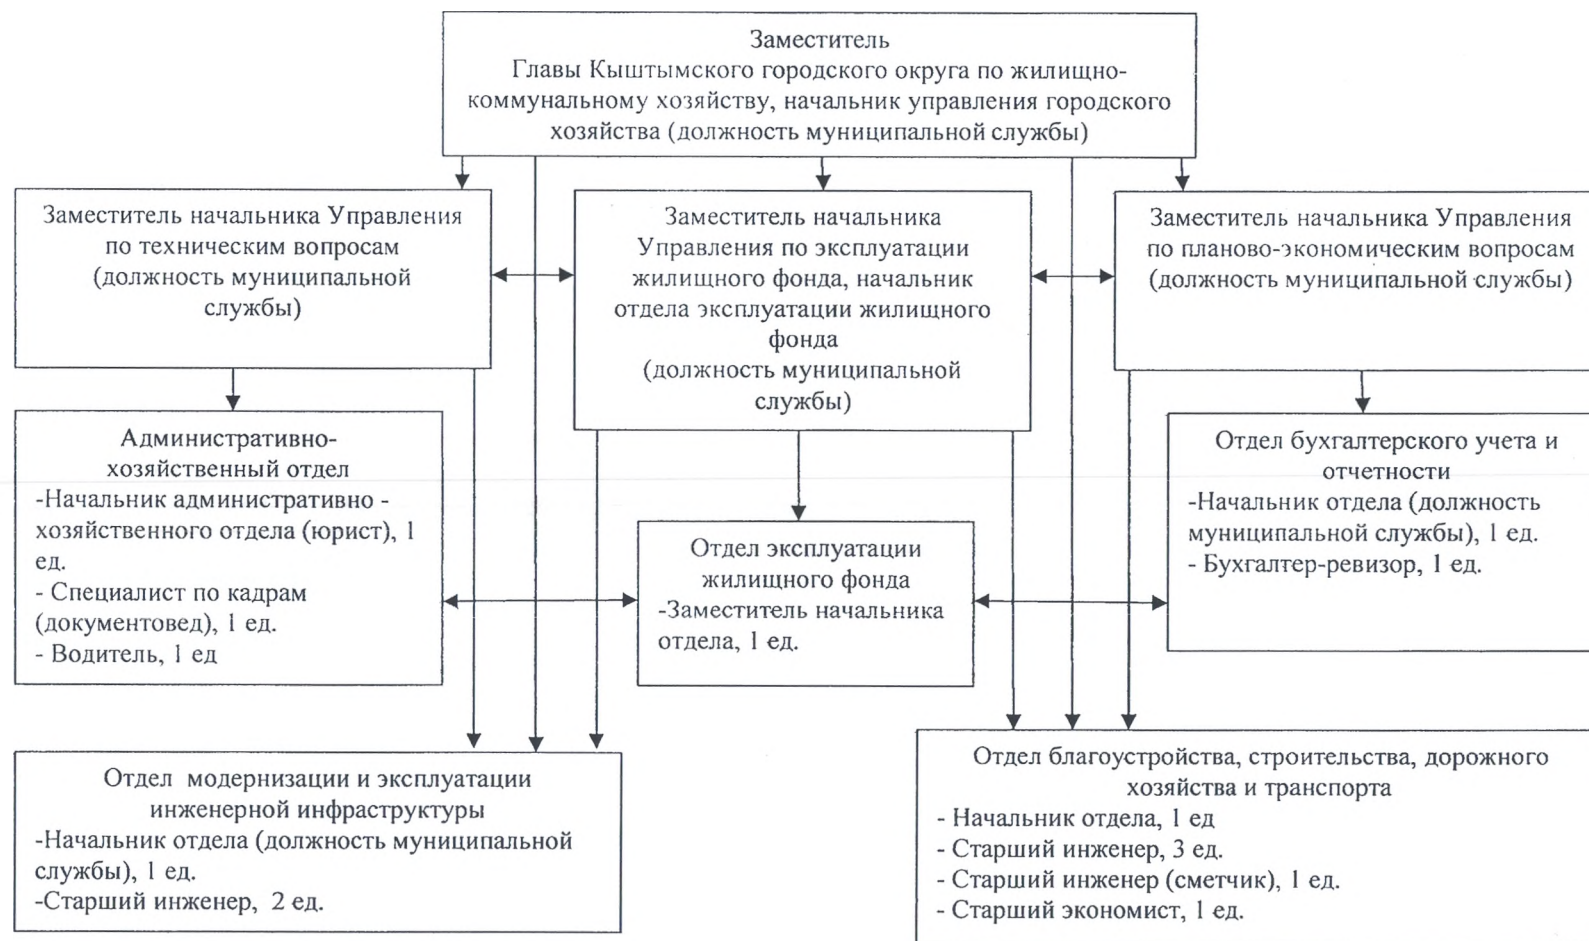 Заместитель
Главы Кыштымского городского округа по жилищно-
коммунальному хозяйству, начальник управления городского
хозяйства (должность муниципальной службы)
Заместитель начальника Управления
по техническим вопросам
(должность муниципальной
службы)
Заместитель начальника
Управления по эксплуатации
жилищного фонда, начальник
отдела эксплуатации жилищного
фонда
(должность муниципальной
службы)
Заместитель начальника Управления
по планово-экономическим вопросам
(должность муниципальной службы)
Административно-
хозяйственный отдел
-Начальник административно -
хозяйственного отдела (юрист), 1
ед.
- Специалист по кадрам
(документовед), 1 ед.
- Водитель, 1 ед
Отдел эксплуатации
жилищного фонда
-Заместитель начальника
отдела, 1 ед.
Отдел бухгалтерского учета и
отчетности
-Начальник отдела (должность
муниципальной службы), 1 ед.
- Бухгалтер-ревизор, 1 ед.
Отдел модернизации и эксплуатации
инженерной инфраструктуры
-Начальник отдела (должность муниципальной
службы), 1 ед.
-Старший инженер, 2 ед.
Отдел благоустройства, строительства, дорожного
хозяйства и транспорта
- Начальник отдела, 1 ед
- Старший инженер, 3 ед.
- Старший инженер (сметчик), 1 ед.
- Старший экономист, 1 ед.